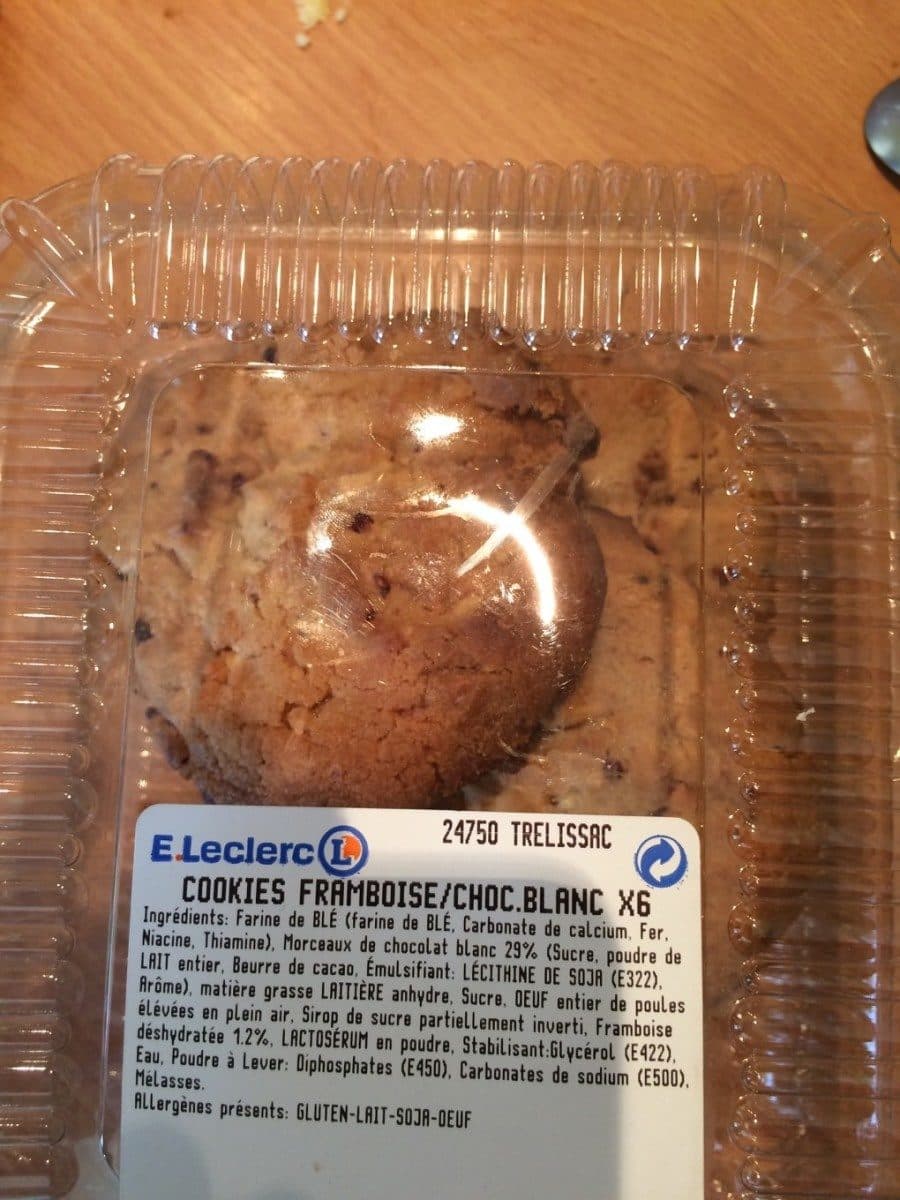 E.Leclerc L
24750 TRELISSAC
COOKIES FRAMBOISE/CHOC.BLANC X6
Ingrédients: Farine de BLÉ (farine de BLÉ, Carbonate de calcium, Fer,
Niacine, Thiamine), Morceaux de chocolat blanc 29% (Sucre, poudre de
LAIT entier, Beurre de cacao, Émulsifiant: LÉCITHINE DE SOJA (E322),
Arôme), matière grasse LAITIÈRE anhydre, Sucre, OEUF entier de poules
élévées en plein air, Sirop de sucre partiellement inverti, Framboise
déshydratée 1.2%, LACTOSÉRUM en poudre, Stabilisant:Glycérol (E422),
Eau, Poudre à Lever: Diphosphates (E450), Carbonates de sodium (E500),
Mélasses.
Allergènes présents: GLUTEN-LAIT-SOJA-OEUF